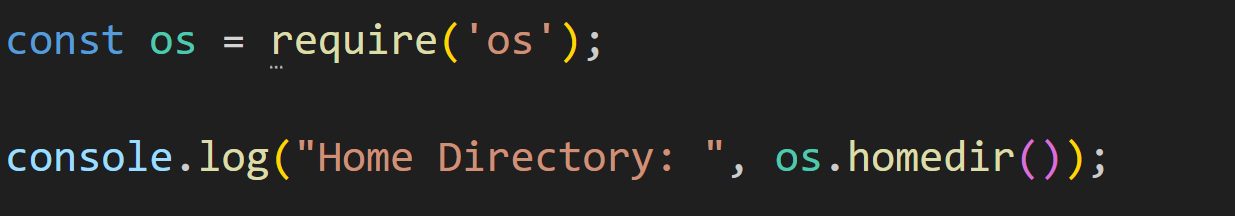 const os = require('os');
console.log("Home Directory: ", os.homedir());